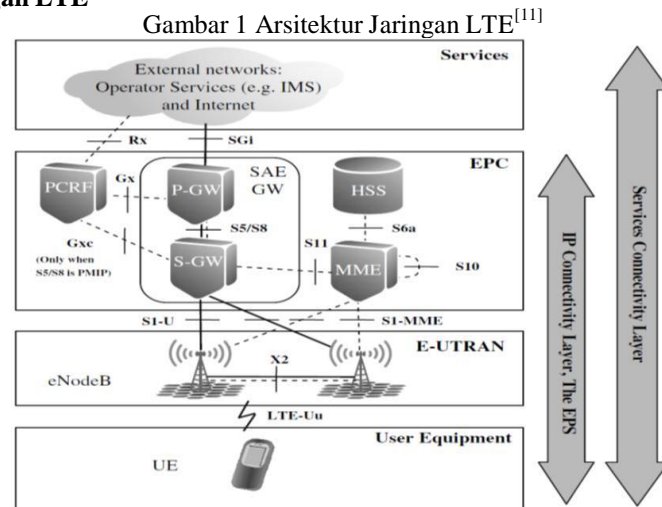 gan LTE
Gambar 1 Arsitektur Jaringan LTE[11]
Services
External networks:
Operator Services (e.g. IMS)
and Internet
Rx
SGi
EPC
PCRF
Gx
P-GW
SAE
GW
HSS
Gxc
(Only when
S5/S8 is PMIP)
S5/S8
S-GW
S11
S6a
MME
S10
S1-U
S1-MME
E-UTRAN
X2
eNodeB
LTE-Uu
User Equipment
UE
IP Connectivity Layer, The EPS
Services Connectivity Layer